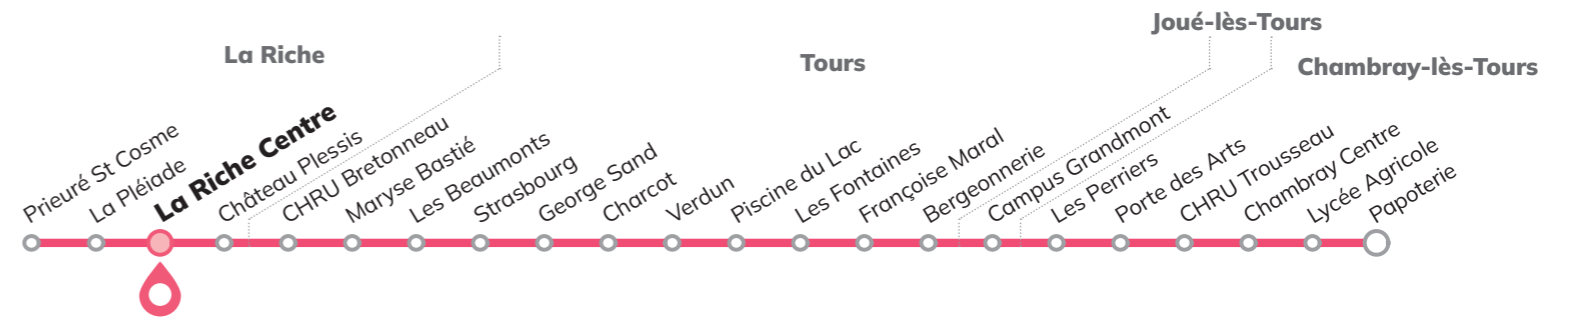 La Riche
Tours
Joué-lès-Tours
Chambray-lès-Tours
Prieuré St Cosme
La Pléiade
La Riche Centre
Château Plessis
CHRU Bretonneau
Maryse Bastié
Les Beaumonts
Strasbourg
George Sand
Charcot
Verdun
Piscine du Lac
Les Fontaines
Françoise Maral
Bergeonnerie
Campus Grandmont
Les Perriers
Porte des Arts
CHRU Trousseau
Chambray Centre
Lycée Agricole
Papoterie